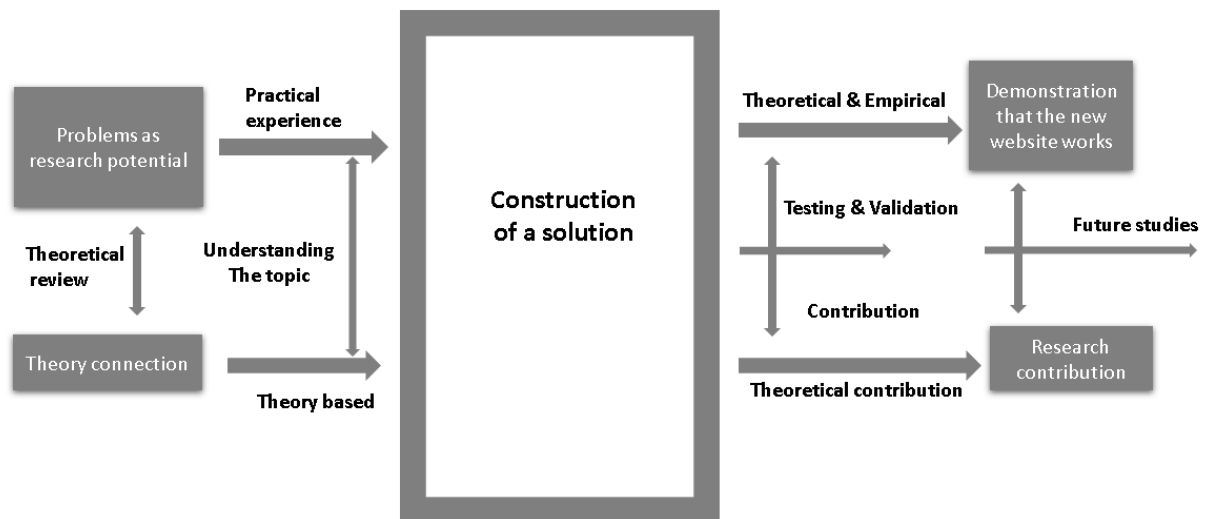 Problems as
research potential
Theoretical
review
Theory connection
Practical
experience
Understanding
The topic
Theory based
Construction
of a solution
Theoretical & Empirical
Testing & Validation
Contribution
Theoretical contribution
Demonstration
that the new
website works
Future studies
Research
contribution